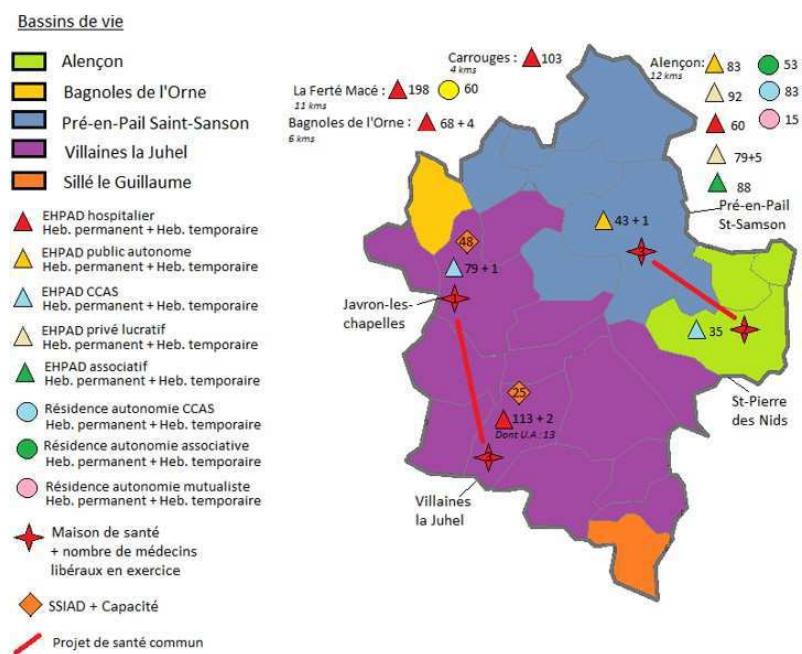 Bassins de vie
Alençon
Bagnoles de l'Orne
Pré-en-Pail Saint-Sanson
Villaines la Juhel
Sillé le Guillaume
EHPAD hospitalier
Heb. permanent + Heb. temporaire
EHPAD public autonome
Heb. permanent + Heb. temporaire
EHPAD CCAS
Heb. permanent + Heb. temporaire
EHPAD privé lucratif
Heb. permanent + Heb. temporaire
EHPAD associatif
Heb. permanent + Heb. temporaire
Résidence autonomie CCAS
Heb. permanent + Heb. temporaire
Résidence autonomie associative
Heb. permanent + Heb. temporaire
Résidence autonomie mutualiste
Heb. permanent + Heb. temporaire
Maison de santé
+ nombre de médecins
libéraux en exercice
SSIAD + Capacité
Projet de santé commun
Carrouges : 103
4 kms
La Ferté Macé : 198 60
11 kms
Bagnoles de l'Orne : 68 + 4
6 kms
Alençon: 83 53
12 kms
92 83
60 15
79+5
88
Pré-en-Pail
St-Samson
43 + 1
48
79 + 1
Javron-les-
chapelles
35
St-Pierre
des Nids
25
113 + 2
Dont U.A : 13
Villaines
la Juhel